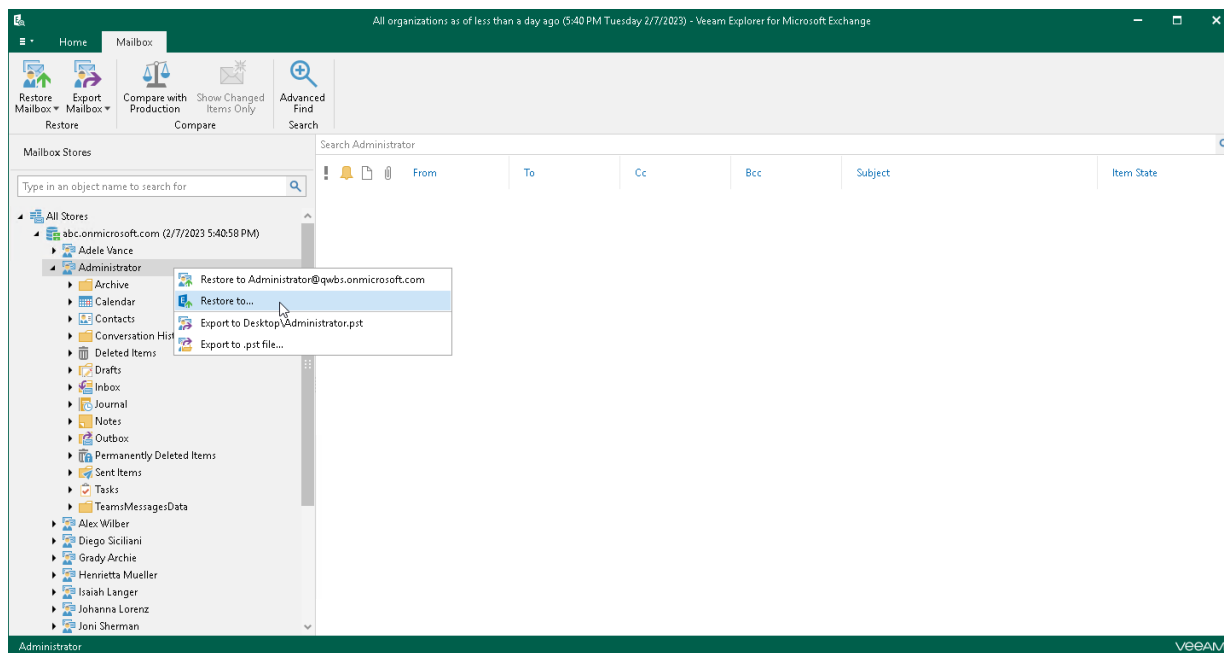 All organizations as of less than a day ago (5:40 PM Tuesday 2/7/2023) - Veeam Explorer for Microsoft Exchange
Home Mailbox
Restore Mailbox
Export Mailbox
Compare with Production
Show Changed Items Only
Advanced Find
Restore Compare Search
Mailbox Stores
Search Administrator
Type in an object name to search for
From To Cc Bcc Subject Item State
All Stores
abc.onmicrosoft.com (2/7/2023 5:40:58 PM)
Adele Vance
Administrator
Archive
Calendar
Contacts
Conversation Hist
Deleted Items
Drafts
Inbox
Journal
Notes
Outbox
Permanently Deleted Items
Sent Items
Tasks
TeamsMessagesData
Alex Wilber
Diego Siciliani
Grady Archie
Henrietta Mueller
Isaiah Langer
Johanna Lorenz
Joni Sherman
Restore to Administrator@qwbs.onmicrosoft.com
Restore to...
Export to Desktop\Administrator.pst
Export to .pst file...
Administrator
veeam